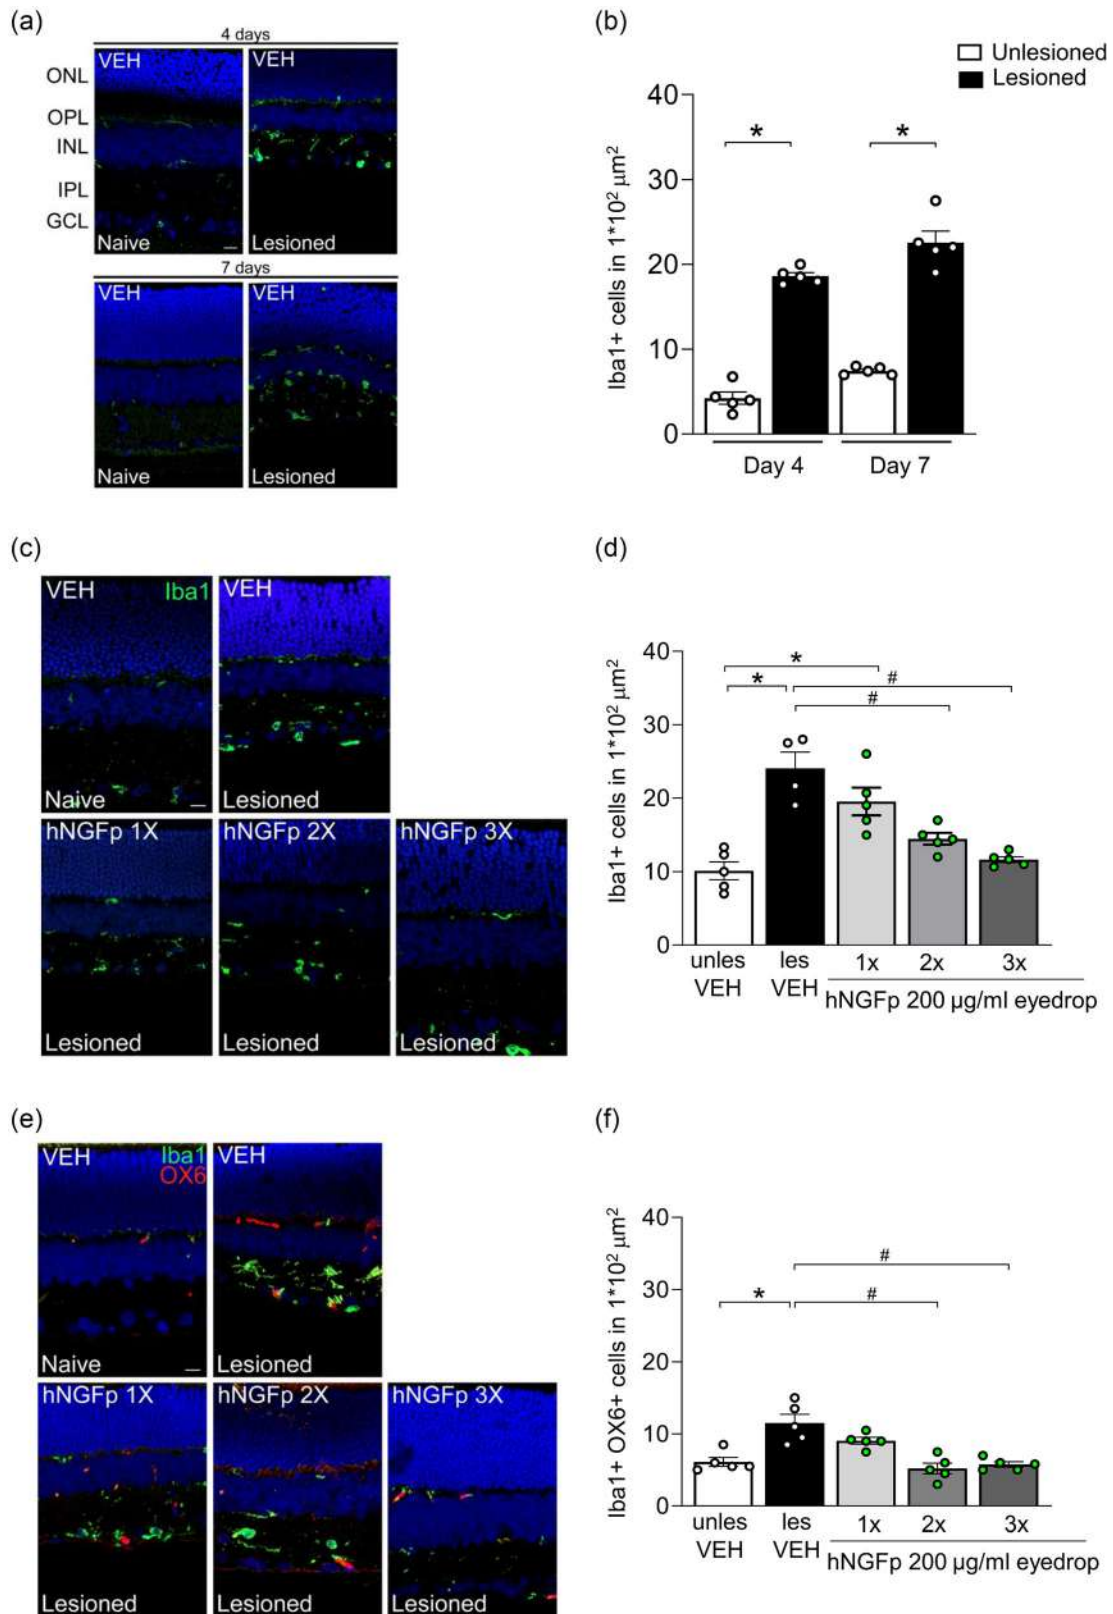 (a)
4 days
VEH
VEH
ONL
OPL
INL
IPL
GCL
Naive
Lesioned
7 days
VEH
VEH
Naive
Lesioned
(b)
Unlesioned
Lesioned
Iba1+ cells in 1*10² µm²
40
30
20
10
0
*
*
Day 4
Day 7
(c)
VEH
Iba1
VEH
Naive
Lesioned
hNGFp 1X
hNGFp 2X
hNGFp 3X
Lesioned
Lesioned
Lesioned
(d)
Iba1+ cells in 1*10² µm²
40
30
20
10
0
*
*
#
#
unles
VEH
les
VEH
1x
2x
3x
hNGFp 200 µg/ml eyedrop
(e)
VEH
Iba1
OX6
VEH
Naive
Lesioned
hNGFp 1X
hNGFp 2X
hNGFp 3X
Lesioned
Lesioned
Lesioned
(f)
Iba1+ OX6+ cells in 1*10² µm²
40
30
20
10
0
*
#
#
unles
VEH
les
VEH
1x
2x
3x
hNGFp 200 µg/ml eyedrop